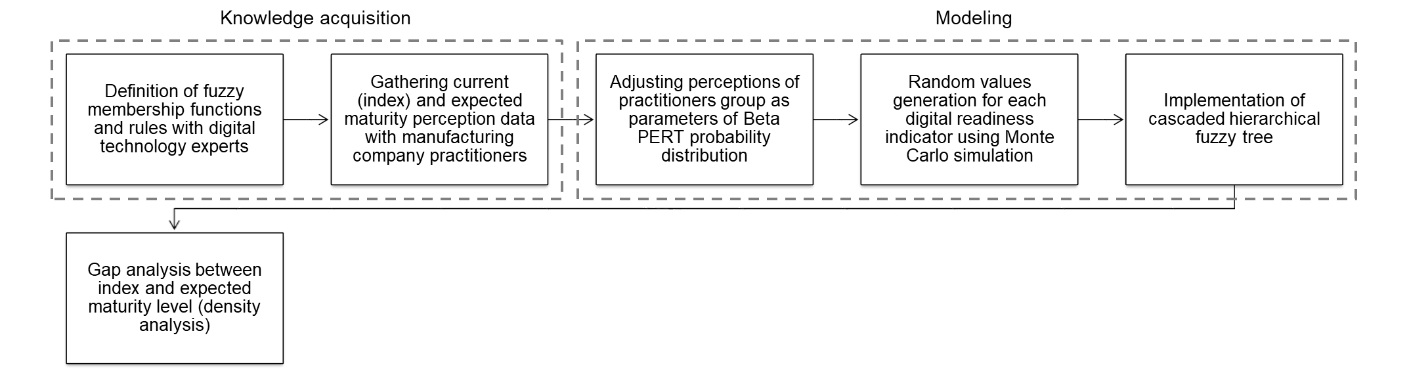 Knowledge acquisition
Modeling
Definition of fuzzy
membership functions
and rules with digital
technology experts
Gathering current
(index) and expected
maturity perception data
with manufacturing
company practitioners
Adjusting perceptions of
practitioners group as
parameters of Beta
PERT probability
distribution
Random values
generation for each
digital readiness
indicator using Monte
Carlo simulation
Implementation of
cascaded hierarchical
fuzzy tree
Gap analysis between
index and expected
maturity level (density
analysis)